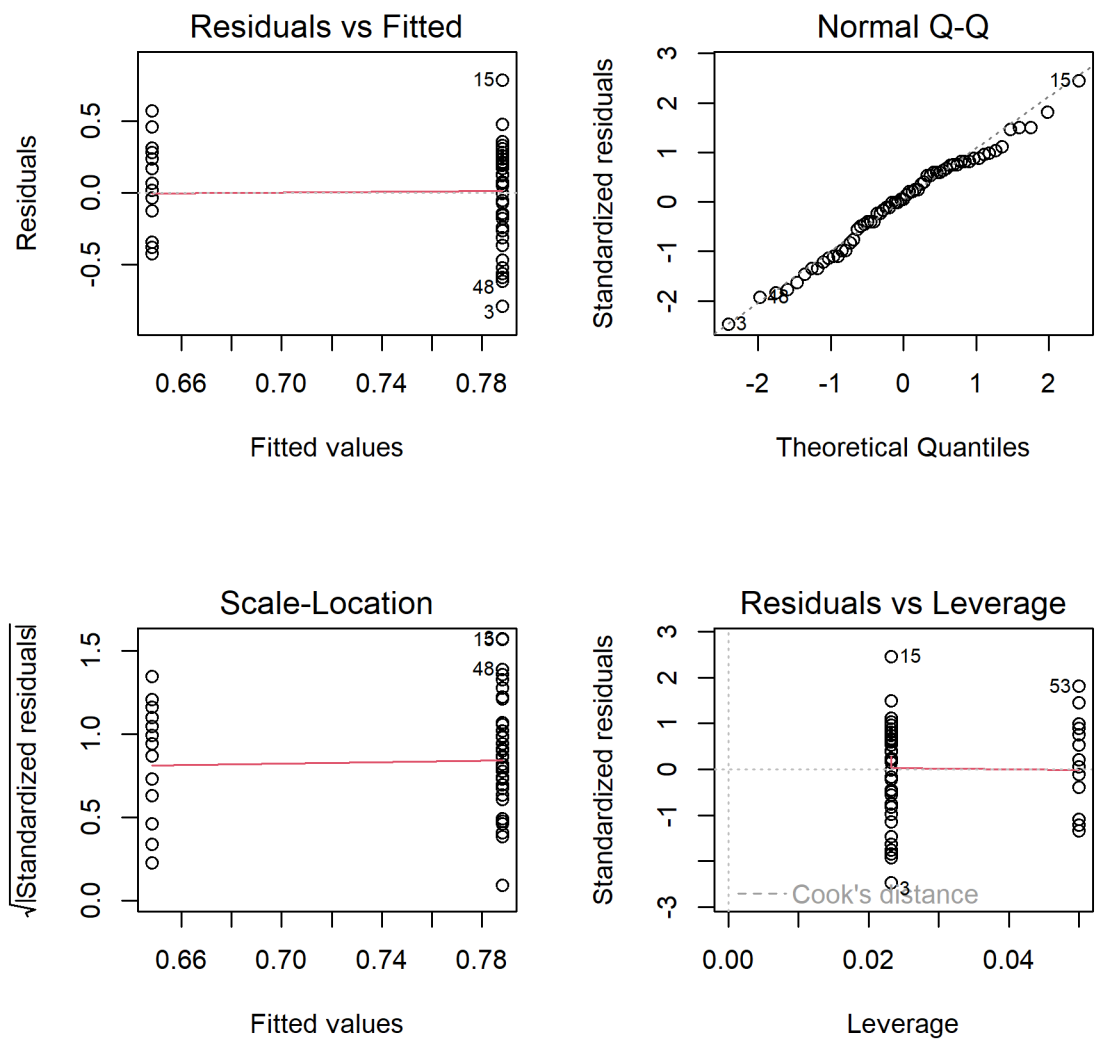 Residuals vs Fitted
Residuals
0.5
0.0
-0.5
15
48
3
0.66 0.70 0.74 0.78
Fitted values
Normal Q-Q
Standardized residuals
3
2
1
0
-1
-2
15
48
3
-2 -1 0 1 2
Theoretical Quantiles
Scale-Location
√|Standardized residuals|
1.5
1.0
0.5
0.0
15
48
0.66 0.70 0.74 0.78
Fitted values
Residuals vs Leverage
Standardized residuals
3
2
1
0
-1
-3
15
53
3
Cook's distance
0.00 0.02 0.04
Leverage